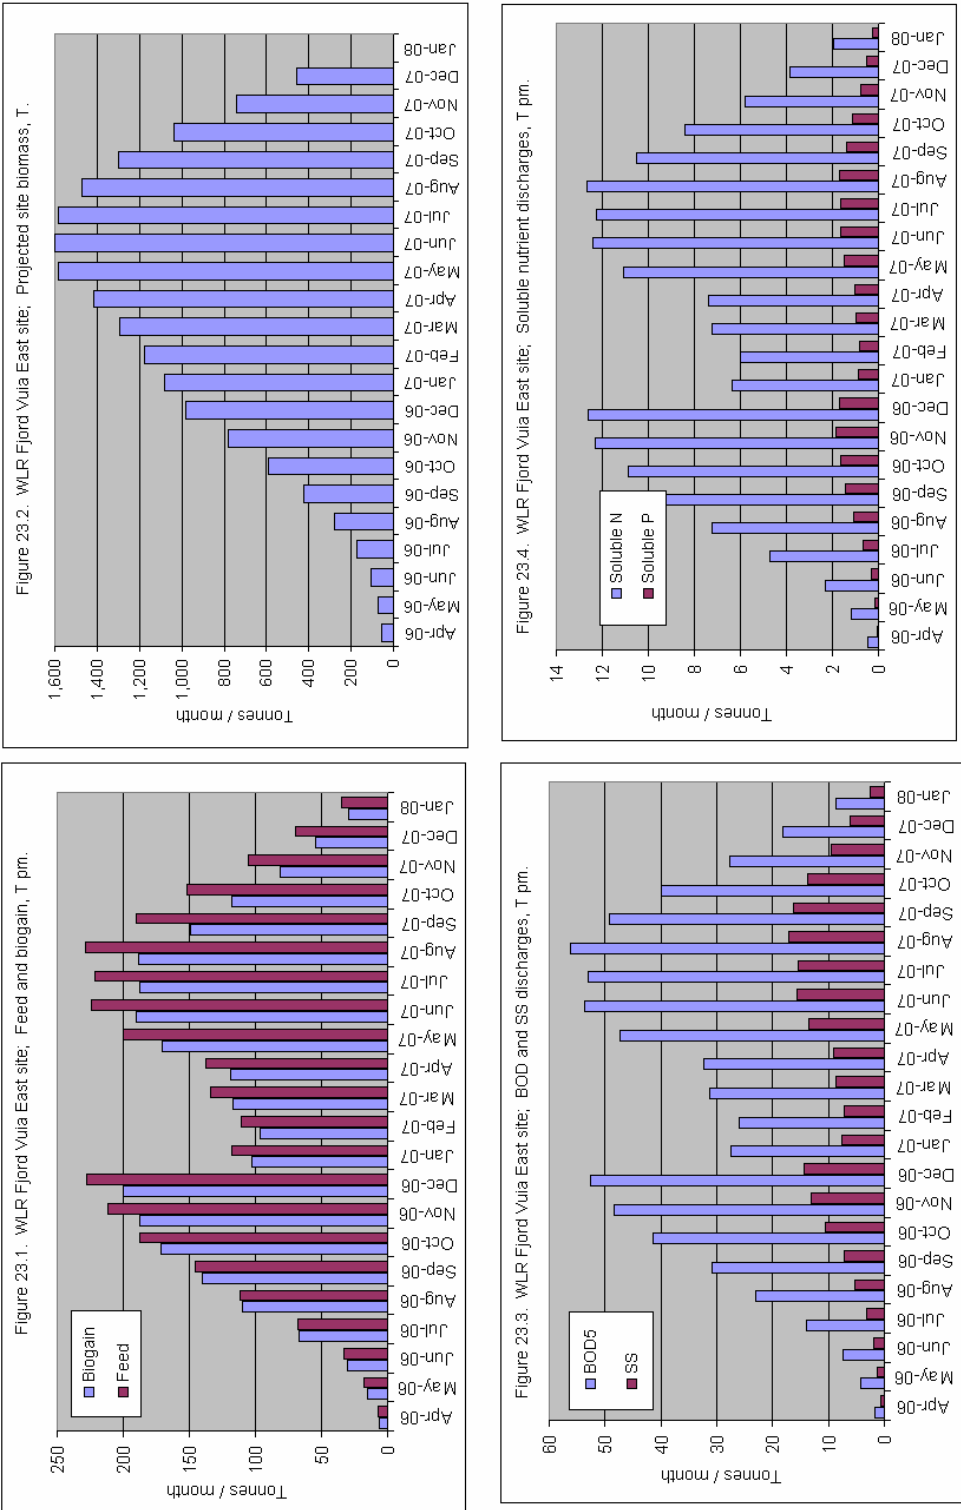 Figure 23.1. WLR Fjord Vuia East site; Feed and biogain, T pm.
Biogain
Feed
Tonnes / month
250
200
150
100
50
0
Apr-06
May-06
Jun-06
Jul-06
Aug-06
Sep-06
Oct-06
Nov-06
Dec-06
Jan-07
Feb-07
Mar-07
Apr-07
May-07
Jun-07
Jul-07
Aug-07
Sep-07
Oct-07
Nov-07
Dec-07
Jan-08
Figure 23.2. WLR Fjord Vuia East site; Projected site biomass, T.
Tonnes / month
1,600
1,400
1,200
1,000
800
600
400
200
0
Apr-06
May-06
Jun-06
Jul-06
Aug-06
Sep-06
Oct-06
Nov-06
Dec-06
Jan-07
Feb-07
Mar-07
Apr-07
May-07
Jun-07
Jul-07
Aug-07
Sep-07
Oct-07
Nov-07
Dec-07
Jan-08
Figure 23.3. WLR Fjord Vuia East site; BOD and SS discharges, T pm.
BOD5
SS
Tonnes / month
60
50
40
30
20
10
0
Apr-06
May-06
Jun-06
Jul-06
Aug-06
Sep-06
Oct-06
Nov-06
Dec-06
Jan-07
Feb-07
Mar-07
Apr-07
May-07
Jun-07
Jul-07
Aug-07
Sep-07
Oct-07
Nov-07
Dec-07
Jan-08
Figure 23.4. WLR Fjord Vuia East site; Soluble nutrient discharges, T pm.
Soluble N
Soluble P
Tonnes / month
14
12
10
8
6
4
2
0
Apr-06
May-06
Jun-06
Jul-06
Aug-06
Sep-06
Oct-06
Nov-06
Dec-06
Jan-07
Feb-07
Mar-07
Apr-07
May-07
Jun-07
Jul-07
Aug-07
Sep-07
Oct-07
Nov-07
Dec-07
Jan-08